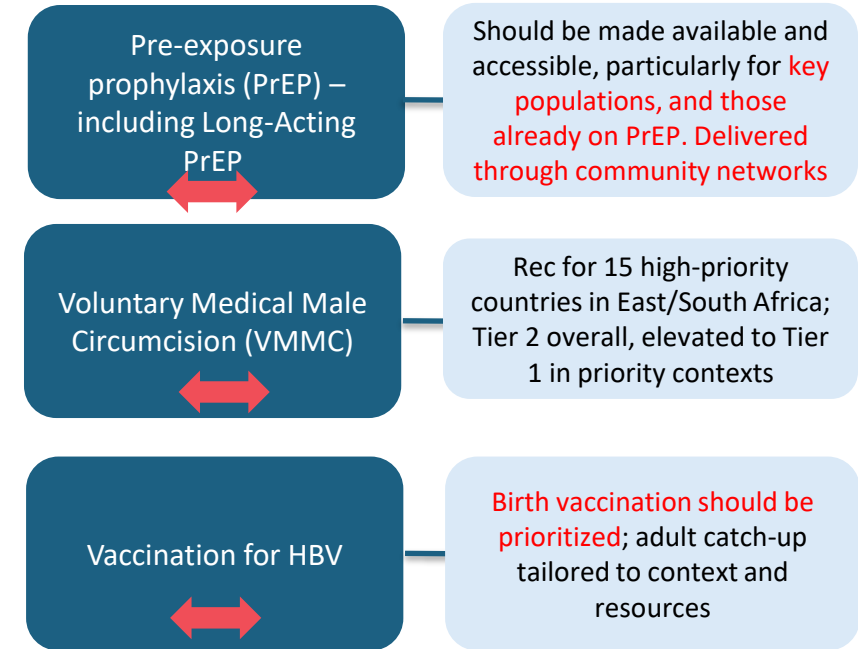 Pre-exposure
prophylaxis (PrEP) –
including Long-Acting
PrEP
Should be made available and
accessible, particularly for key
populations, and those
already on PrEP. Delivered
through community networks
Voluntary Medical Male
Circumcision (VMMC)
Rec for 15 high-priority
countries in East/South Africa;
Tier 2 overall, elevated to Tier
1 in priority contexts
Vaccination for HBV
Birth vaccination should be
prioritized; adult catch-up
tailored to context and
resources